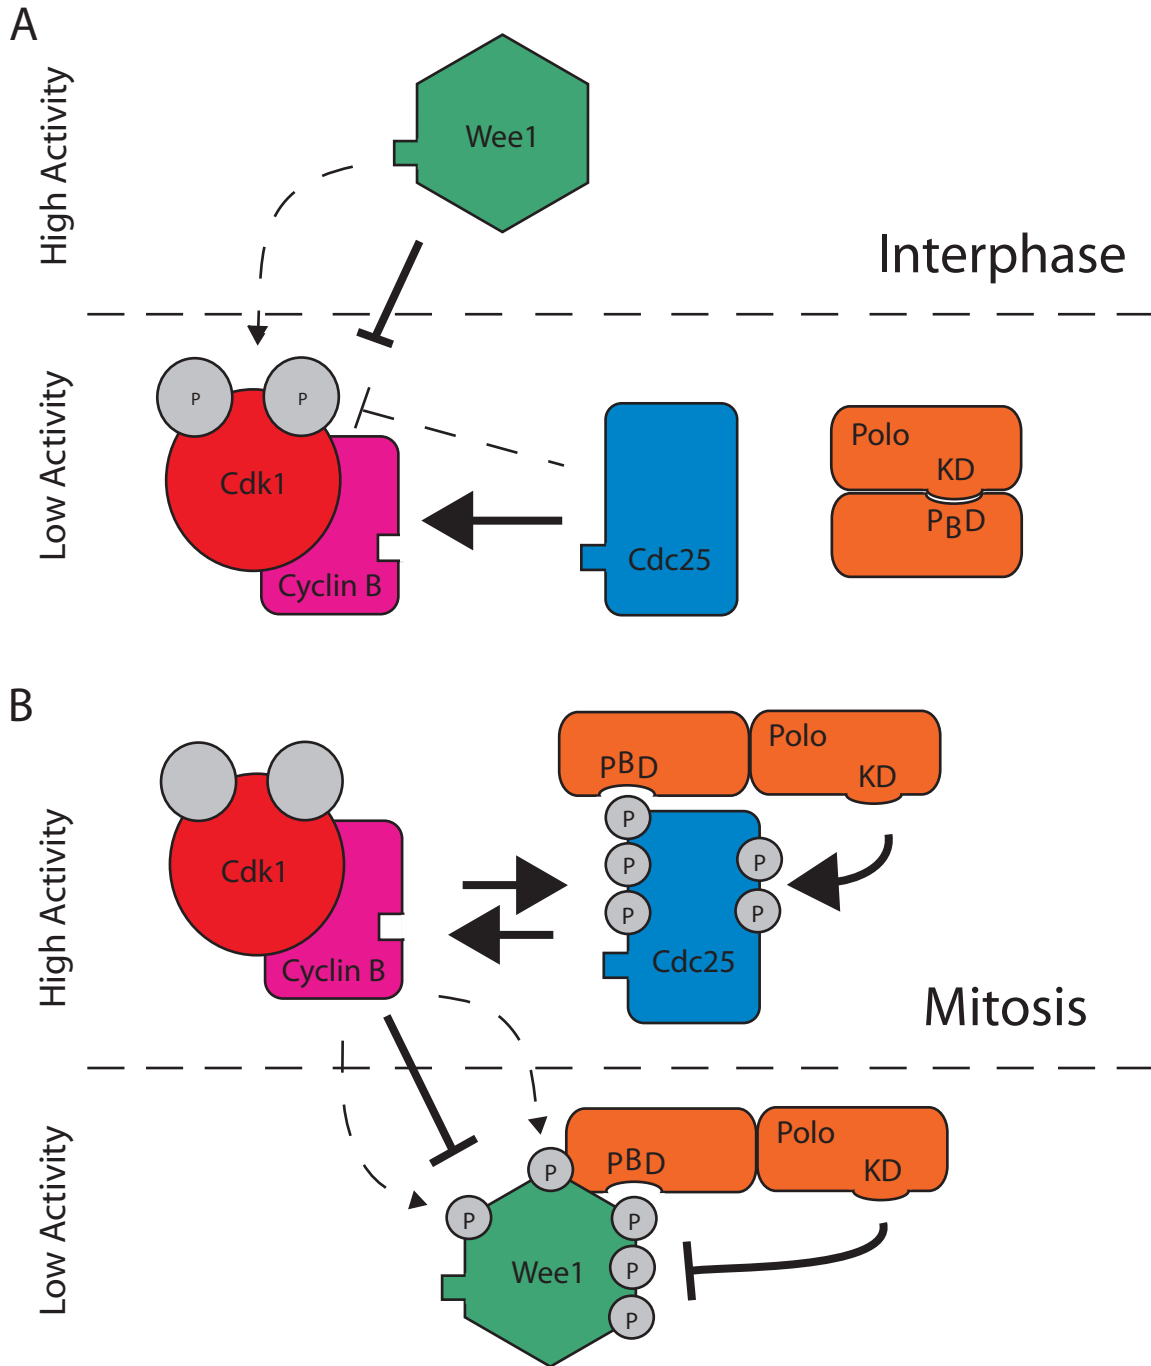 A
High Activity
Wee1
Interphase
Low Activity
P
P
Cdk1
Cyclin B
Cdc25
Polo
KD
PBD
B
High Activity
Cdk1
Cyclin B
Polo
PBD
KD
P
P
P
P
P
Cdc25
Mitosis
Low Activity
Polo
PBD
KD
P
P
P
P
P
Wee1